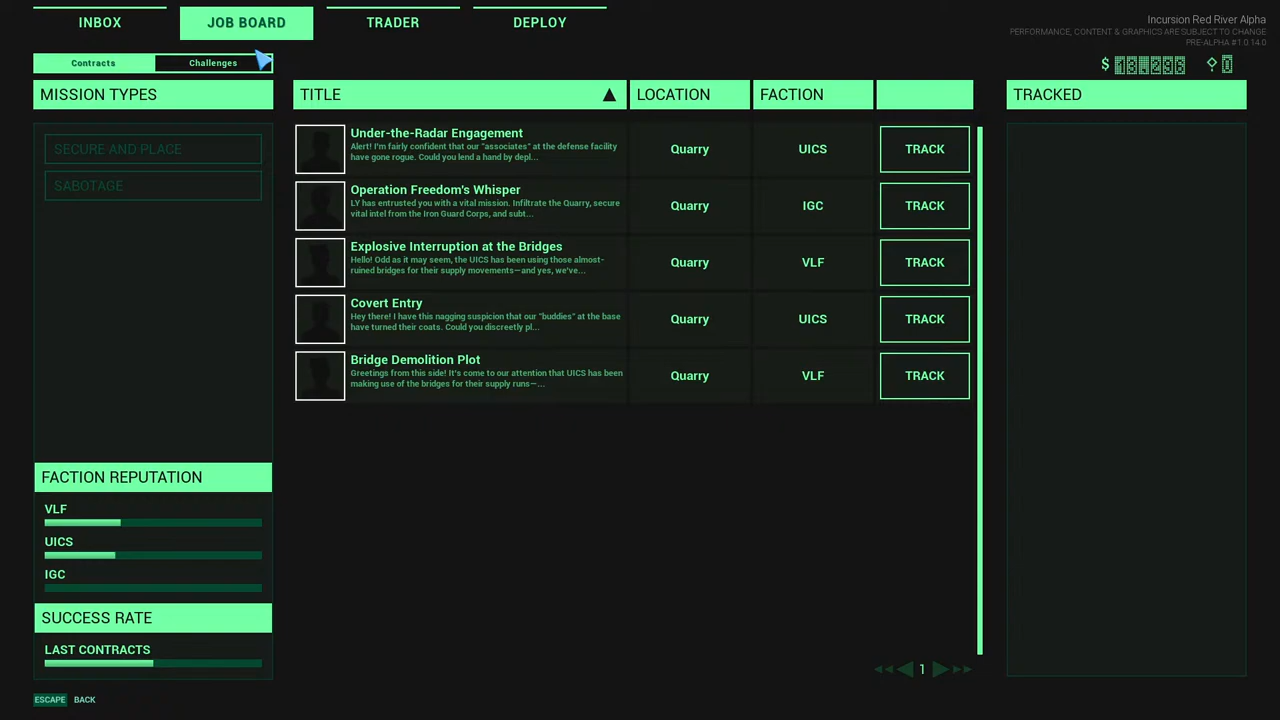 INBOX
JOB BOARD
TRADER
DEPLOY
Incursion Red River Alpha
PERFORMANCE, CONTENT & GRAPHICS ARE SUBJECT TO CHANGE
PRE-ALPHA #1.0.14.0
Contracts
Challenges
$
MISSION TYPES
TITLE
LOCATION
FACTION
TRACKED
SECURE AND PLACE
SABOTAGE
Under-the-Radar Engagement
Alert! I'm fairly confident that our "associates" at the defense facility
have gone rogue. Could you lend a hand by depl...
Quarry
UICS
TRACK
Operation Freedom's Whisper
LY has entrusted you with a vital mission. Infiltrate the Quarry, secure
vital intel from the Iron Guard Corps, and subt...
Quarry
IGC
TRACK
Explosive Interruption at the Bridges
Hello! Odd as it may seem, the UICS has been using those almost-
ruined bridges for their supply movements—and yes, we've...
Quarry
VLF
TRACK
Covert Entry
Hey there! I have this nagging suspicion that our "buddies" at the base
have turned their coats. Could you discreetly pl...
Quarry
UICS
TRACK
Bridge Demolition Plot
Greetings from this side! It's come to our attention that UICS has been
making use of the bridges for their supply runs—...
Quarry
VLF
TRACK
FACTION REPUTATION
VLF
UICS
IGC
SUCCESS RATE
LAST CONTRACTS
1
ESCAPE BACK